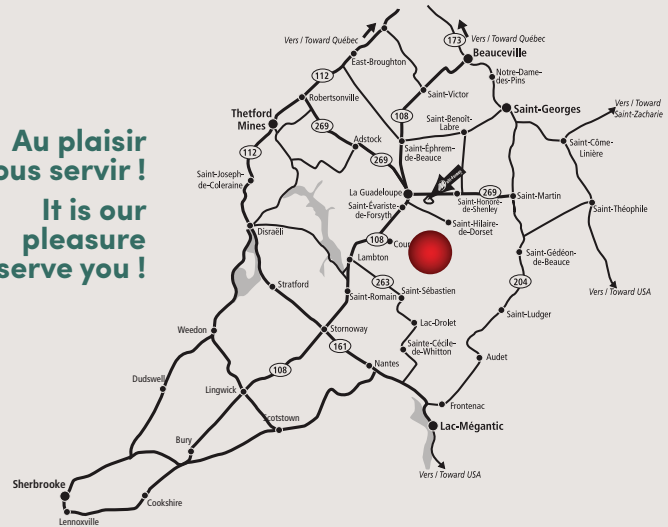 Au plaisir
ous servir !
It is our
pleasure
serve you !
Vers / Toward Québec
173
Vers / Toward Québec
Beauceville
East-Broughton
112
Notre-Dame-
des-Pins
Robertsonville
Saint-Victor
Vers / Toward
Saint-Zacharie
Thetford
Mines
108
Saint-Georges
269
Saint-Benoît-
Labre
Adstock
Saint-Côme-
Linière
112
Saint-Éphrem-
de-Beauce
269
Saint-Joseph-
de-Coleraine
La Guadeloupe
269
Saint-Martin
Saint-Honoré-
de-Shenley
Saint-Évariste-
de-Forsyth
Saint-Théophile
Saint-Hilaire-
de-Dorset
Disraëli
108
Cour
Lambton
Saint-Gédéon-
de-Beauce
263
204
Stratford
Saint-Romain
Saint-Sébastien
Vers / Toward USA
Saint-Ludger
Weedon
Stornoway
Lac-Drolet
161
Sainte-Cécile-
de-Whitton
Nantes
Audet
108
Dudswell
Lingwick
Frontenac
Scotstown
Lac-Mégantic
Bury
Vers / Toward USA
Sherbrooke
Cookshire
Lennoxville